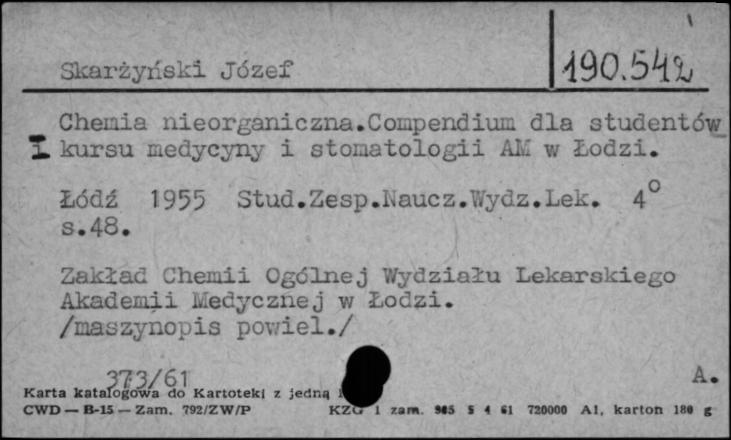 Skarżyński Józef
190.542
Chemia nieorganiczna.Compendium dla studentów
I kursu medycyny i stomatologii AM w Łodzi.
Łódź 1955 Stud.Zesp.Naucz.Wydz.Lek. 4°
s.48.
Zakład Chemii Ogólnej Wydziału Lekarskiego
Akademii Medycznej w Łodzi.
/maszynopis powiel./
373/61 A.
Karta katalogowa do Kartoteki z jedną
CWD — B-15 — Zam. 792/ZW/P KZG 1 zam. 5 4 61 720000 A1, karton 180 g